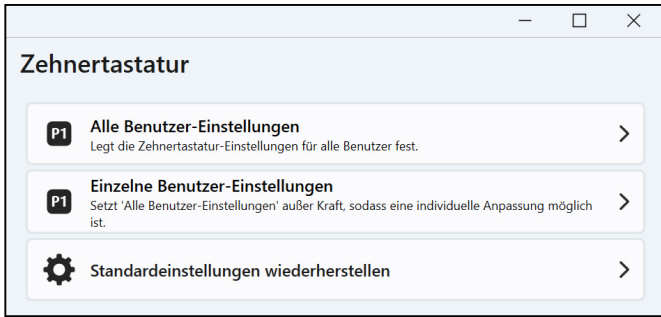 Zehnertastatur
P1 Alle Benutzer-Einstellungen
Legt die Zehnertastatur-Einstellungen für alle Benutzer fest.
P1 Einzelne Benutzer-Einstellungen
Setzt 'Alle Benutzer-Einstellungen' außer Kraft, sodass eine individuelle Anpassung möglich
ist.
Standardeinstellungen wiederherstellen